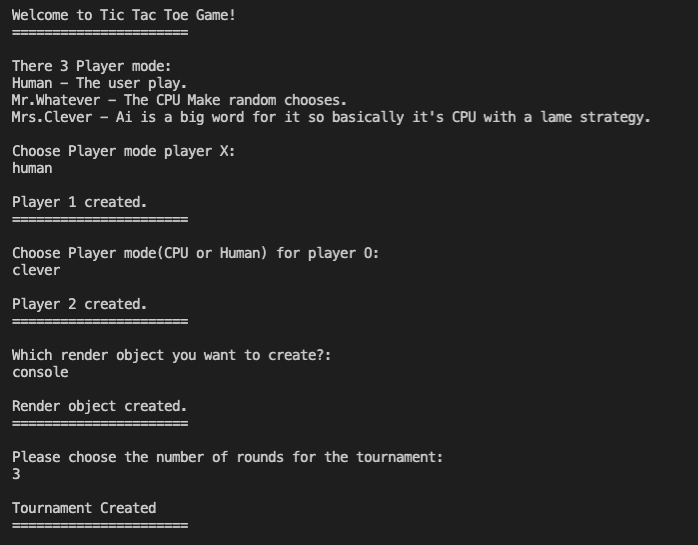 Welcome to Tic Tac Toe Game!
======================
There 3 Player mode:
Human - The user play.
Mr.Whatever - The CPU Make random chooses.
Mrs.Clever - Ai is a big word for it so basically it's CPU with a lame strategy.
Choose Player mode player X:
human
Player 1 created.
======================
Choose Player mode(CPU or Human) for player O:
clever
Player 2 created.
======================
Which render object you want to create?:
console
Render object created.
======================
Please choose the number of rounds for the tournament:
3
Tournament Created
======================